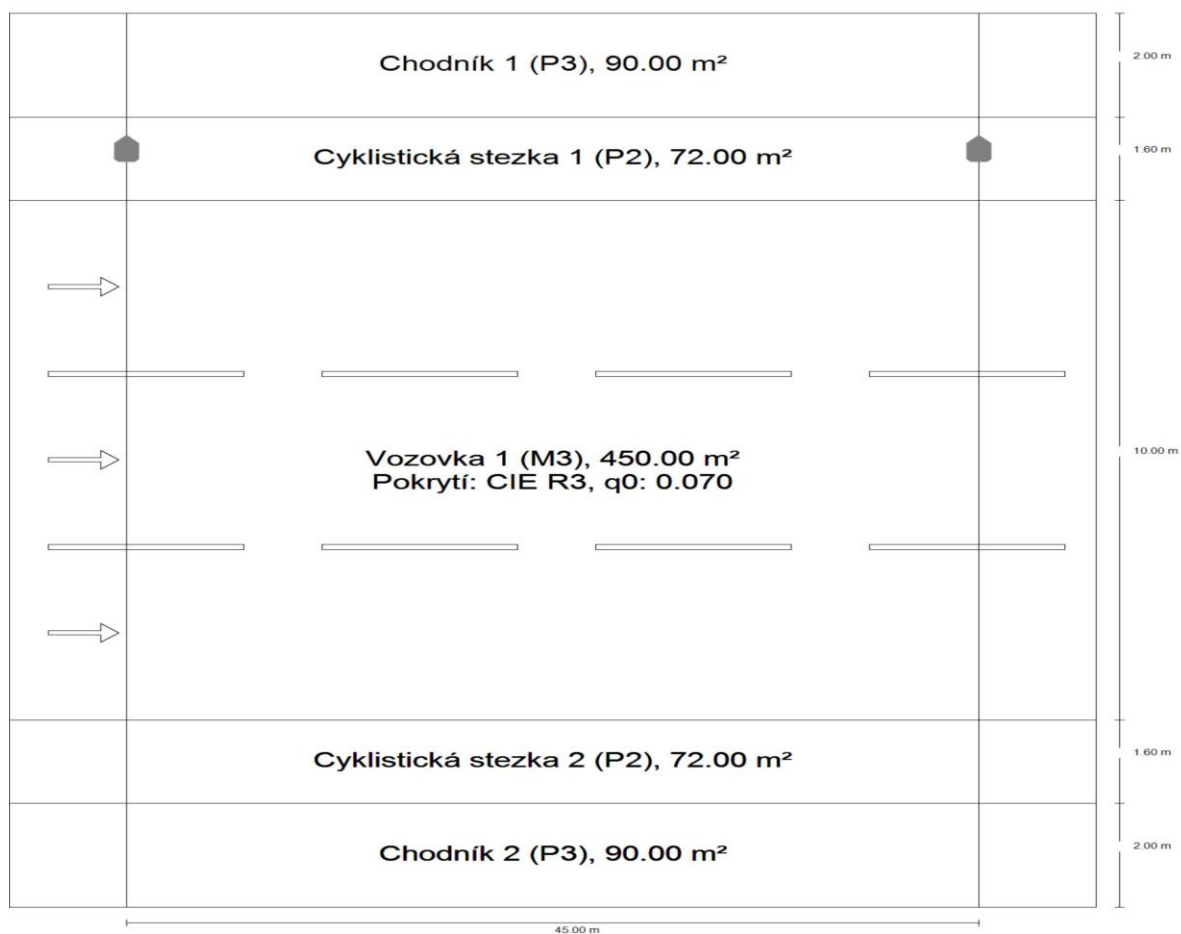 Chodník 1 (P3), 90.00 m²
2.00 m
Cyklistická stezka 1 (P2), 72.00 m²
1.60 m
Vozovka 1 (M3), 450.00 m²
Pokrytí: CIE R3, q0: 0.070
10.00 m
Cyklistická stezka 2 (P2), 72.00 m²
1.60 m
Chodník 2 (P3), 90.00 m²
2.00 m
45.00 m